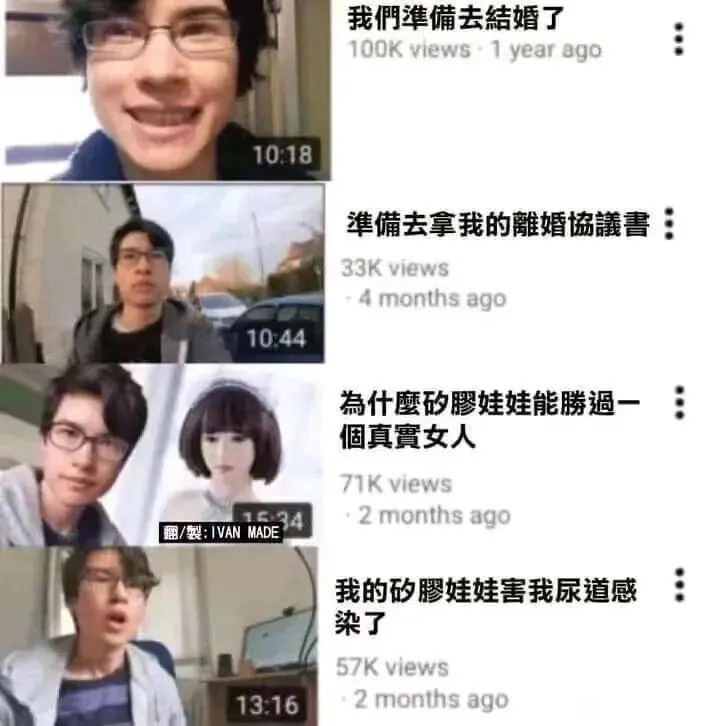 我們準備去結婚了
100K views · 1 year ago
10:18
準備去拿我的離婚協議書
33K views
· 4 months ago
10:44
為什麼矽膠娃娃能勝過一
個真實女人
71K views
· 2 months ago
15:34
翻/製:IVAN MADE
我的矽膠娃娃害我尿道感
染了
57K views
· 2 months ago
13:16